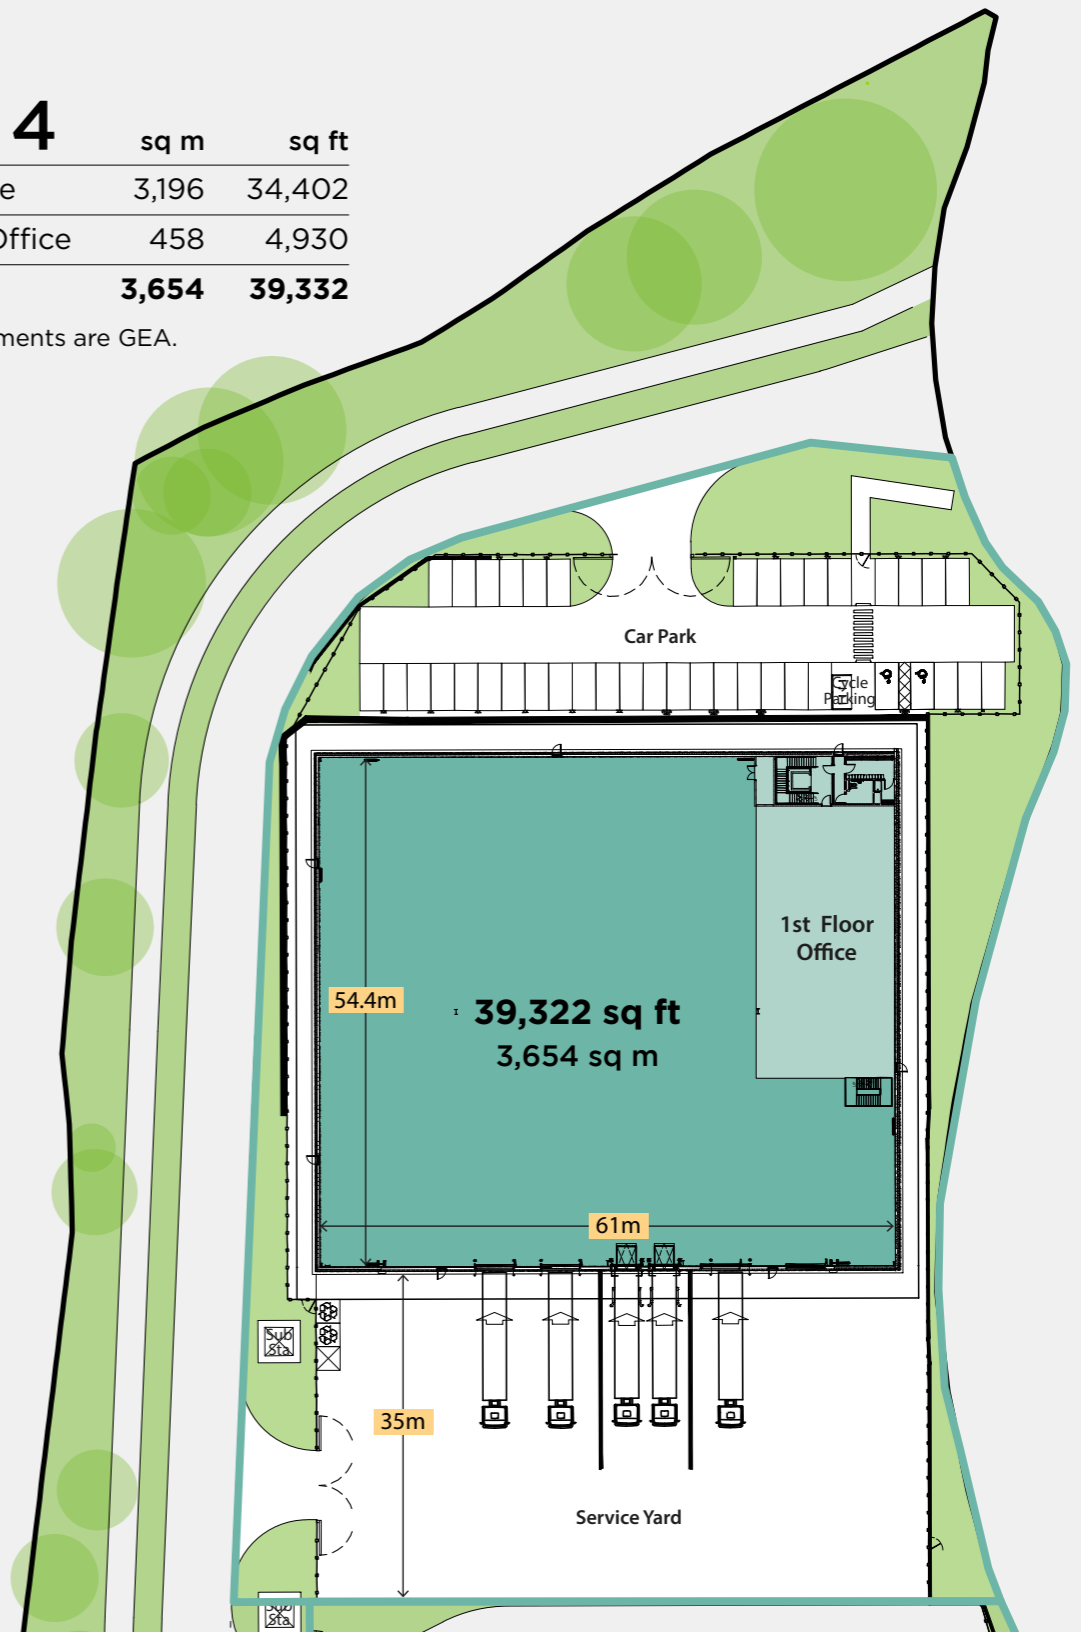 4 sq m sq ft
e 3,196 34,402
Office 458 4,930
3,654 39,332
ments are GEA.
Car Park
Cycle
Parking
1st Floor
Office
54.4m
39,322 sq ft
3,654 sq m
61m
Sub
Sta
35m
Service Yard
Sub
Sta